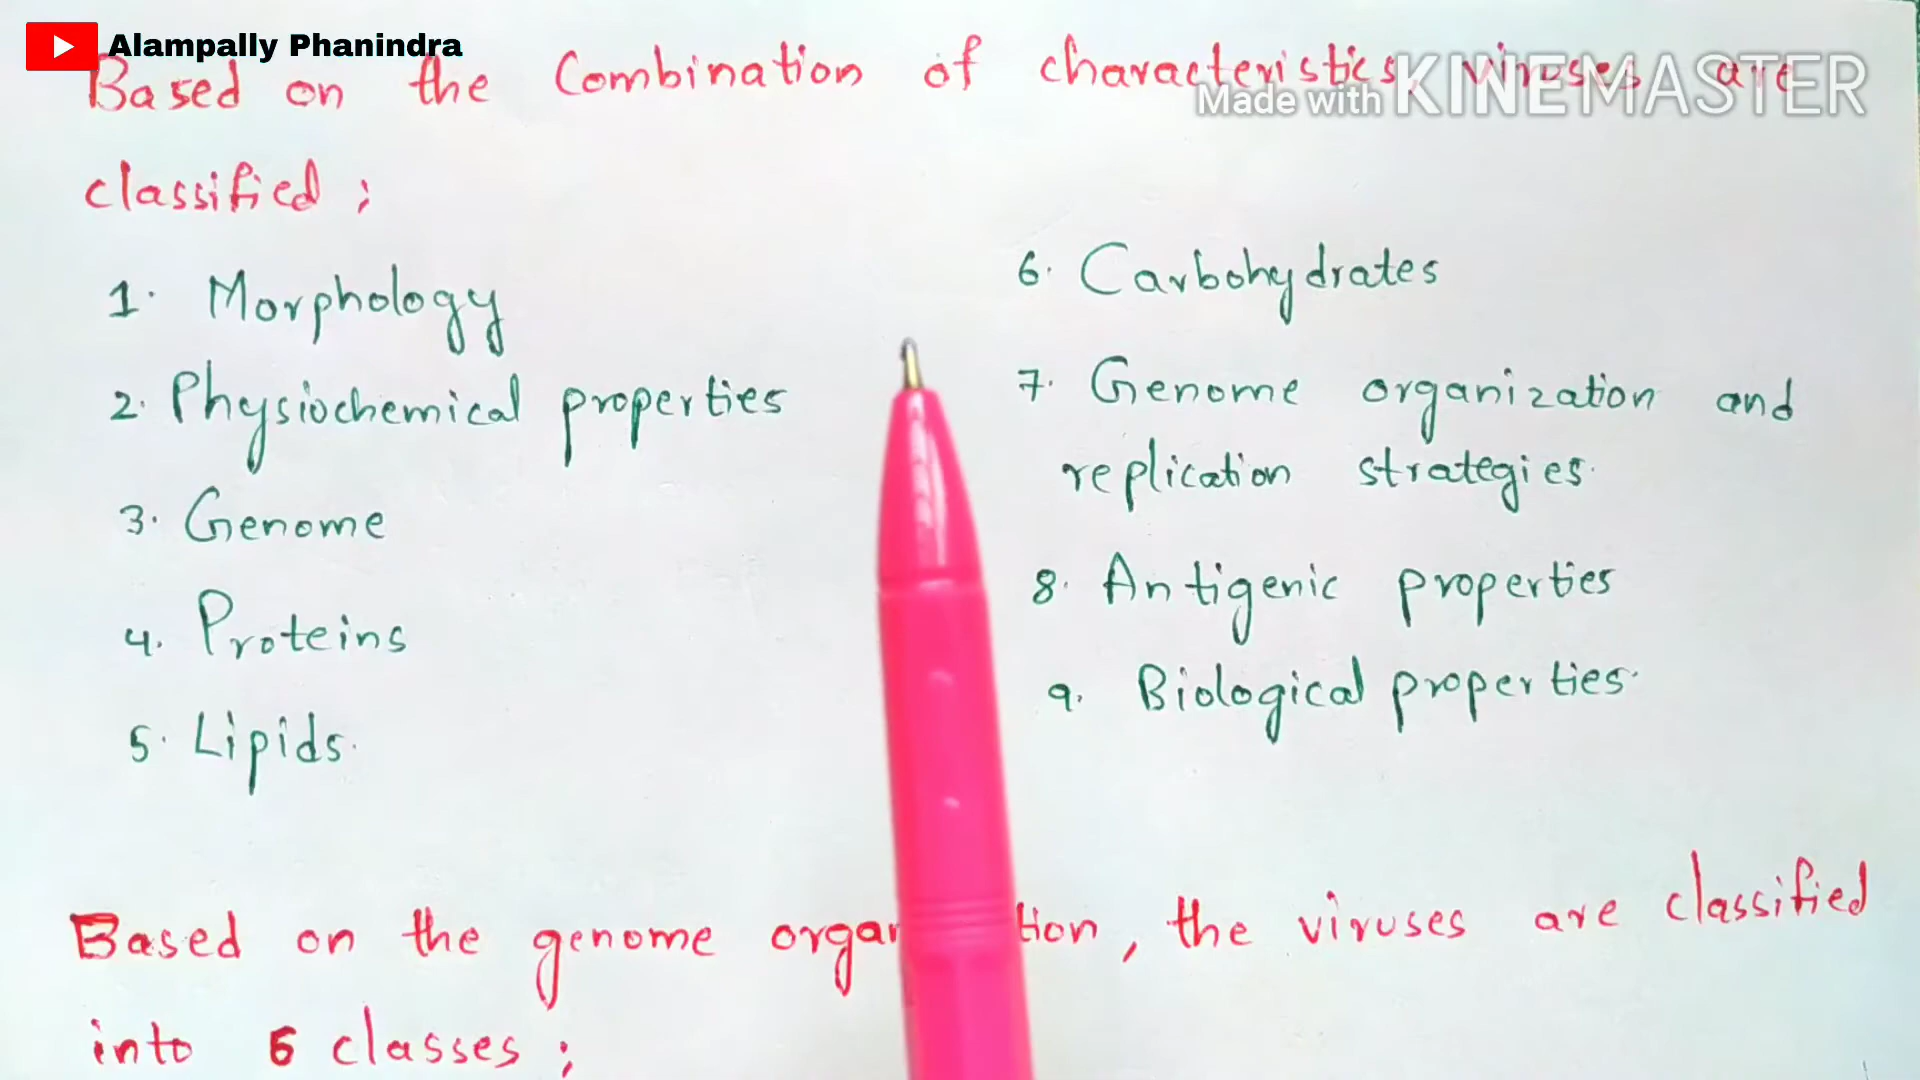 Alampally Phanindra
Based on the Combination of characteristics, viruses are
Made with KINEMASTER
classified ;
1. Morphology
2. Physiochemical properties
3. Genome
4. Proteins
5. Lipids.
6. Carbohydrates
7. Genome organization and
replication strategies.
8. Antigenic properties
9. Biological properties.
Based on the genome organ tion, the viruses are classified
into 6 classes ;